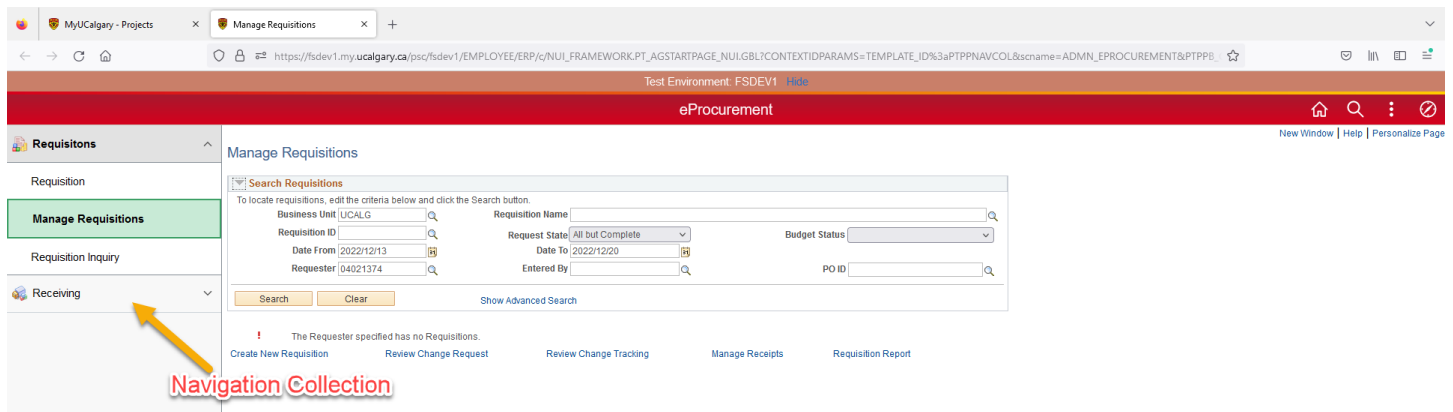 MyUCalgary - Projects × Manage Requisitions × +
https://fsdev1.my.ucalgary.ca/psc/fsdev1/EMPLOYEE/ERP/c/NUI_FRAMEWORK.PT_AGSTARTPAGE_NUI.GBL?CONTEXTIDPARAMS=TEMPLATE_ID%3aPTPPNAVCOL&scname=ADMN_EPROCUREMENT&PTPPB_
Test Environment: FSDEV1 Hide
eProcurement
New Window | Help | Personalize Page
Requisitons
Requisition
Manage Requisitions
Requisition Inquiry
Receiving
Navigation Collection
Manage Requisitions
Search Requisitions
To locate requisitions, edit the criteria below and click the Search button.
Business Unit UCALG Requisition Name
Requisition ID Request State All but Complete Budget Status
Date From 2022/12/13 Date To 2022/12/20
Requester 04021374 Entered By PO ID
Search Clear Show Advanced Search
! The Requester specified has no Requisitions.
Create New Requisition Review Change Request Review Change Tracking Manage Receipts Requisition Report